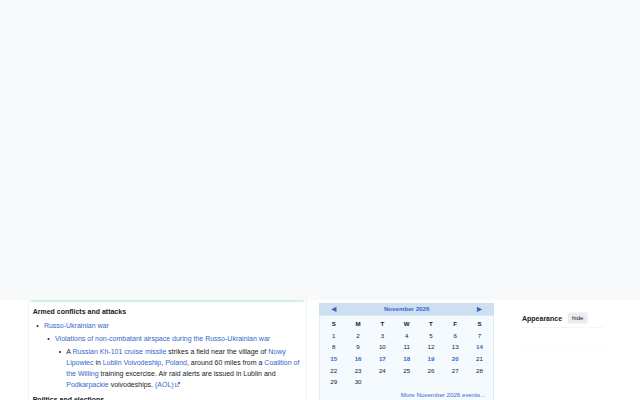 Armed conflicts and attacks
• Russo-Ukrainian war
• Violations of non-combatant airspace during the Russo-Ukrainian war
• A Russian Kh-101 cruise missile strikes a field near the village of Nowy
Lipowiec in Lublin Voivodeship, Poland, around 60 miles from a Coalition of
the Willing training excercise. Air raid alerts are issued in Lublin and
Podkarpackie voivodeships. (AOL)
Politics and elections
◀ November 2026 ▶
S M T W T F S
1 2 3 4 5 6 7
8 9 10 11 12 13 14
15 16 17 18 19 20 21
22 23 24 25 26 27 28
29 30
More November 2026 events...
Appearance hide